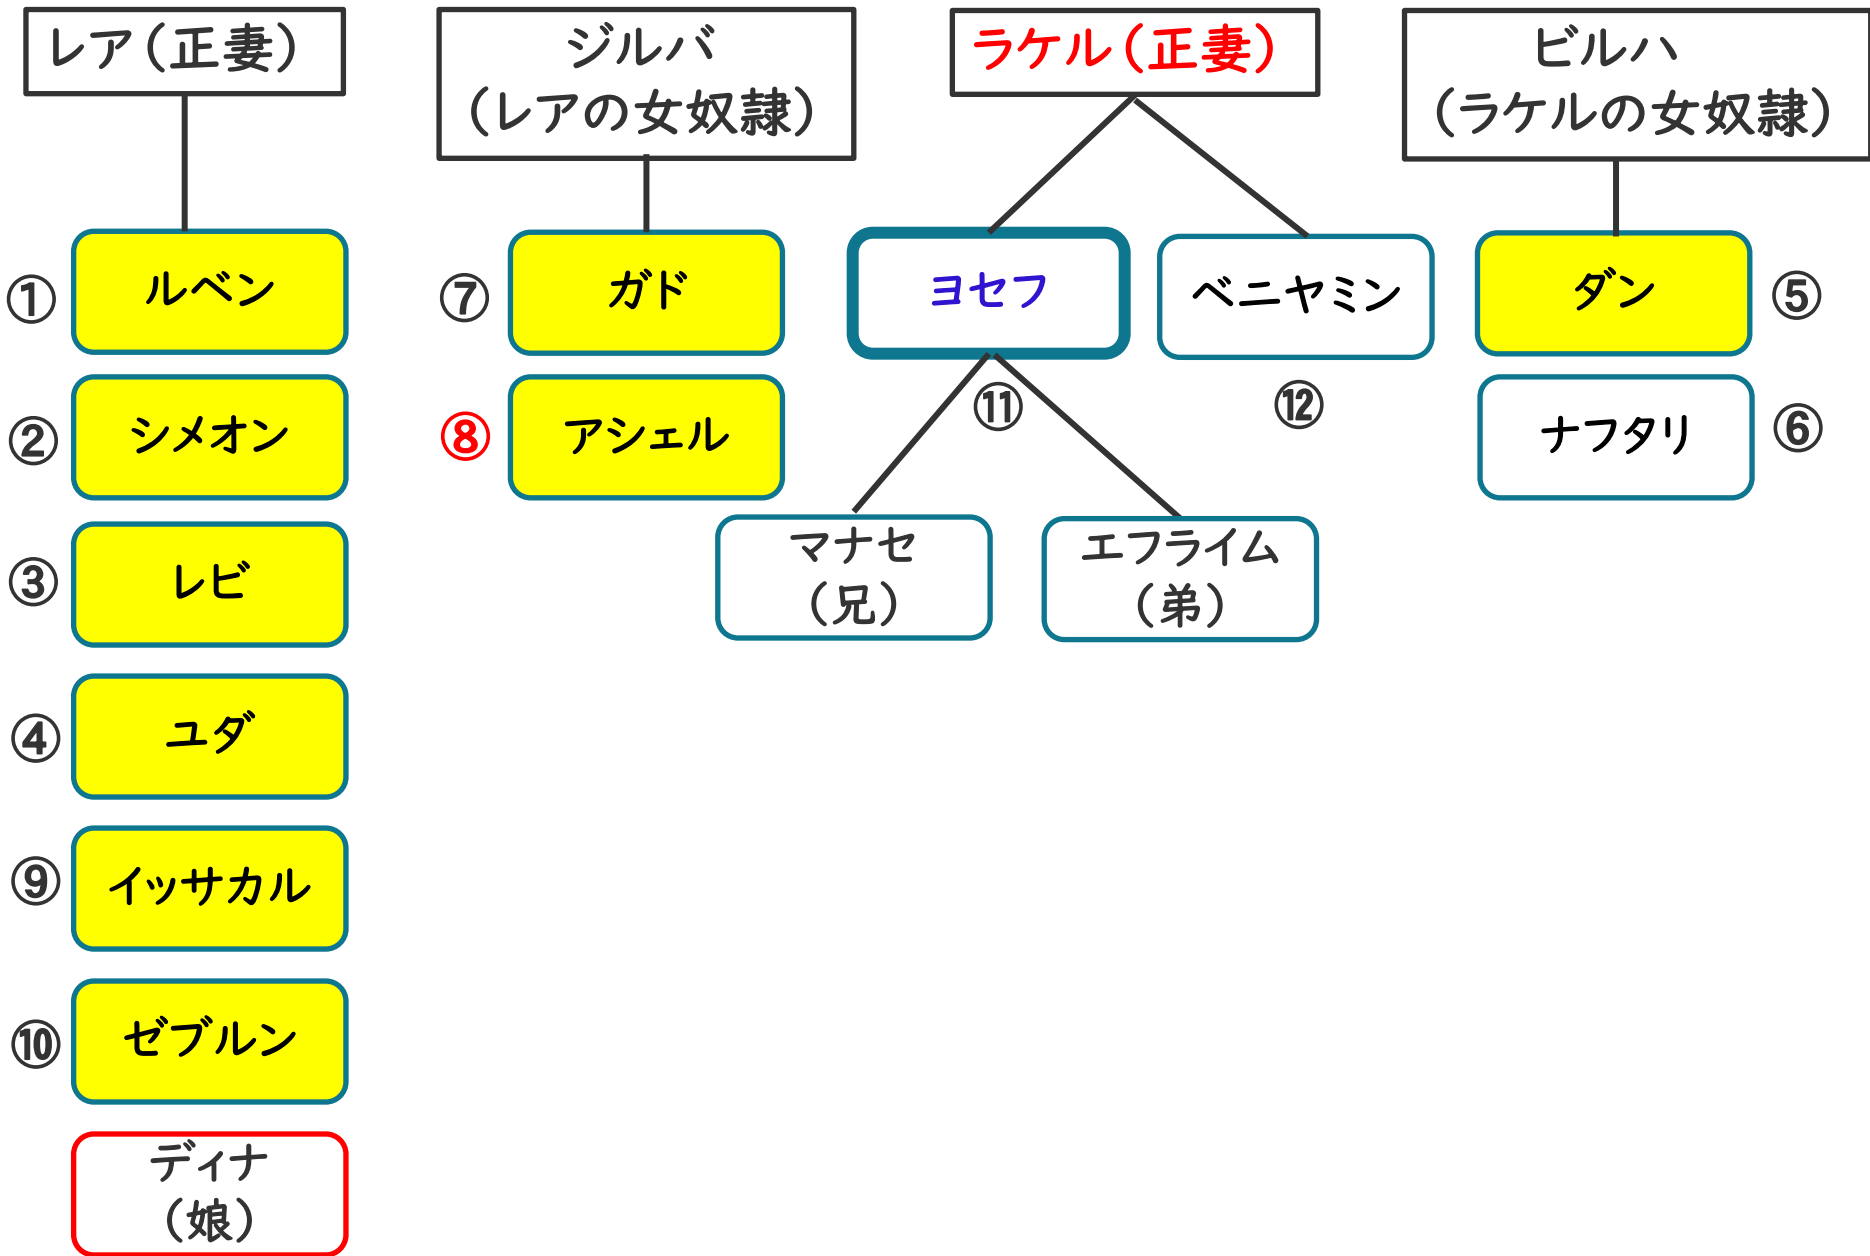 レア(正妻)
ジルバ
(レアの女奴隷)
ラケル(正妻)
ビルハ
(ラケルの女奴隷)
① ルベン
⑦ ガド
ヨセフ
ベニヤミン
ダン ⑤
② シメオン
⑧ アシェル
⑪
⑫
ナフタリ ⑥
③ レビ
マナセ
(兄)
エフライム
(弟)
④ ユダ
⑨ イッサカル
⑩ ゼブルン
ディナ
(娘)